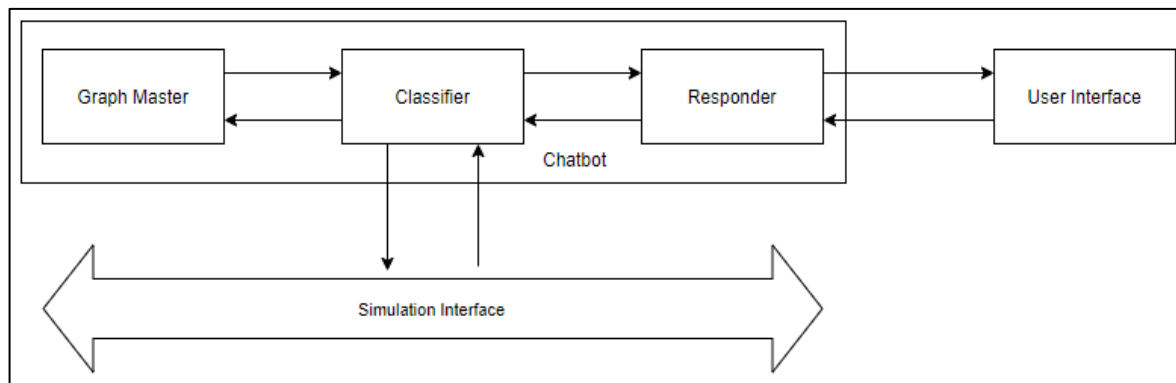 Graph Master
Classifier
Responder
User Interface
Chatbot
Simulation Interface